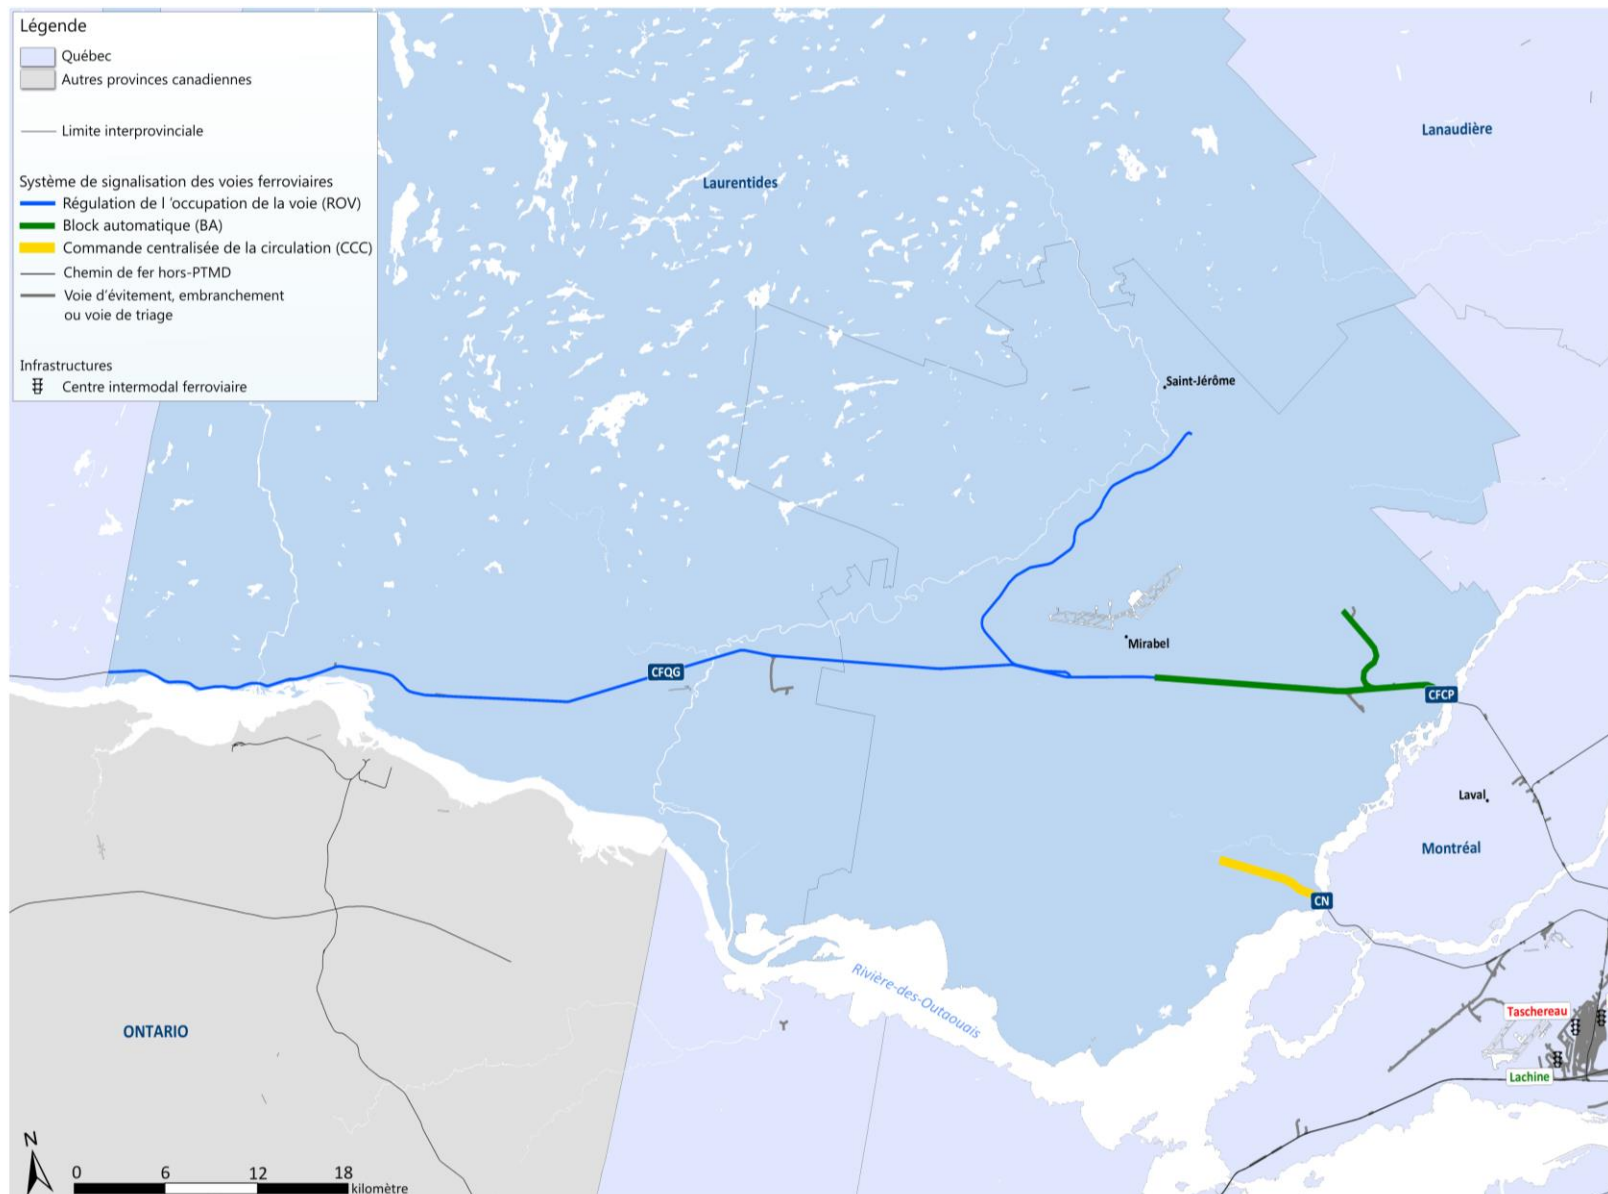 Légende
Québec
Autres provinces canadiennes
Limite interprovinciale
Système de signalisation des voies ferroviaires
Régulation de l 'occupation de la voie (ROV)
Block automatique (BA)
Commande centralisée de la circulation (CCC)
Chemin de fer hors-PTMD
Voie d'évitement, embranchement
ou voie de triage
Infrastructures
Centre intermodal ferroviaire
Lanaudière
Laurentides
Saint-Jérôme
Mirabel
CFQG
CFCP
Laval
Montréal
CN
Rivière-des-Outaouais
ONTARIO
Taschereau
Lachine
N
0 6 12 18
kilomètre